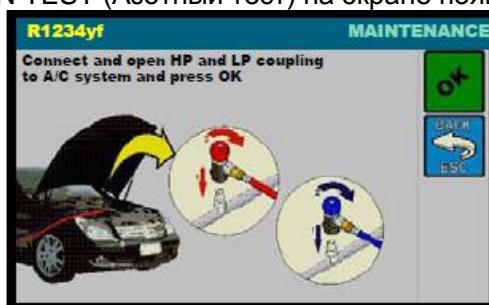 N TEST (Азотный тест) на экране
R1234yf MAINTENANCE
Connect and open HP and LP coupling
to A/C system and press OK
OK
BACK
ESC